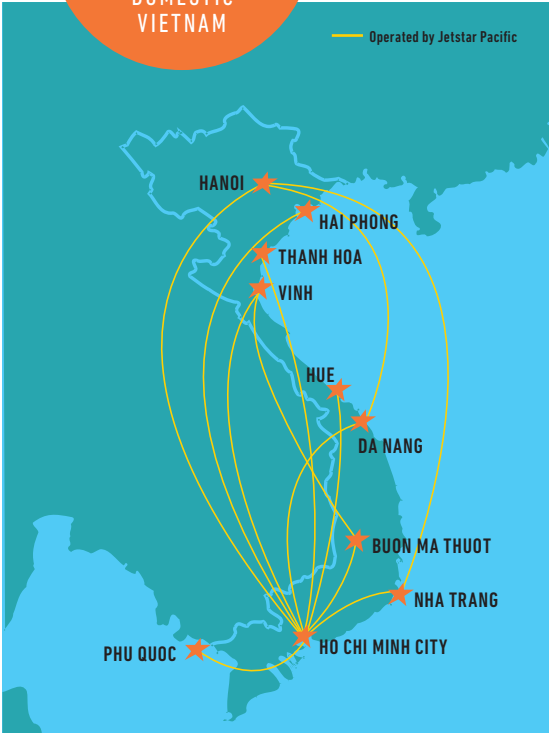 DOMESTIC
VIETNAM
Operated by Jetstar Pacific
HANOI
HAI PHONG
THANH HOA
VINH
HUE
DA NANG
BUON MA THUOT
NHA TRANG
HO CHI MINH CITY
PHU QUOC